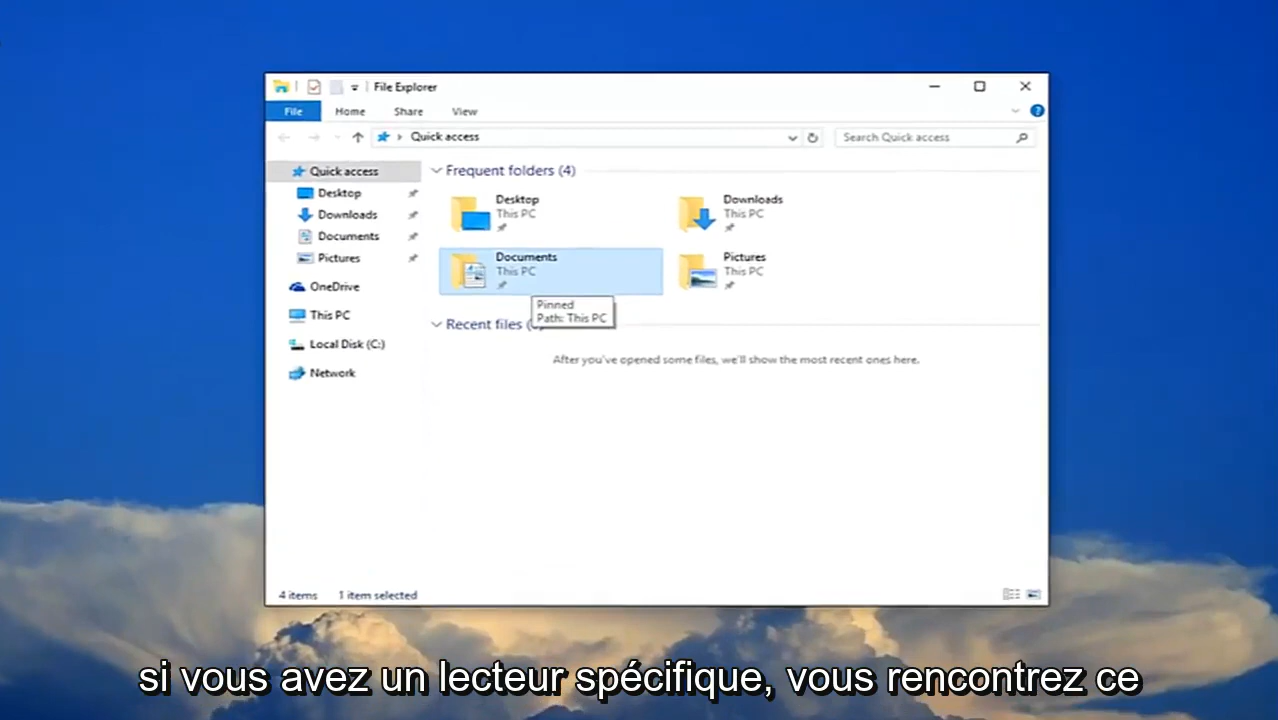 File Explorer
File Home Share View
Quick access
Search Quick access
Quick access
Desktop
Downloads
Documents
Pictures
OneDrive
This PC
Local Disk (C:)
Network
Frequent folders (4)
Desktop
This PC
Downloads
This PC
Documents
This PC
Pictures
This PC
Pinned
Path: This PC
Recent files
After you've opened some files, we'll show the most recent ones here.
4 items 1 item selected
si vous avez un lecteur spécifique, vous rencontrez ce